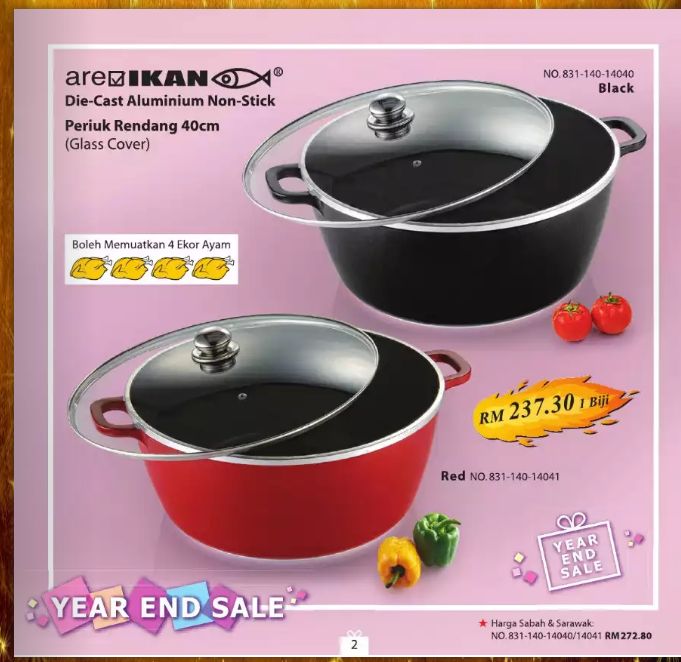 are IKAN ®
Die-Cast Aluminium Non-Stick
Periuk Rendang 40cm
(Glass Cover)
NO. 831-140-14040
Black
Boleh Memuatkan 4 Ekor Ayam
RM 237.30 1 Biji
Red NO. 831-140-14041
YEAR
END
SALE
YEAR END SALE
★ Harga Sabah & Sarawak:
NO.831-140-14040/14041 RM272.80
2